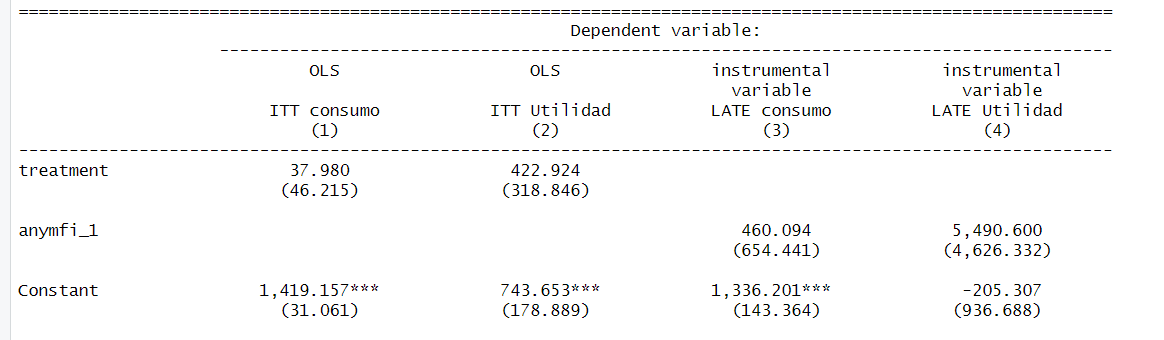 ==============================================================================================================
Dependent variable:
-----------------------------------------------------------------------------------------
OLS OLS instrumental instrumental
variable variable
ITT consumo ITT Utilidad LATE consumo LATE Utilidad
(1) (2) (3) (4)
--------------------------------------------------------------------------------------------------------------
treatment 37.980 422.924
(46.215) (318.846)
anymfi_1 460.094 5,490.600
(654.441) (4,626.332)
Constant 1,419.157*** 743.653*** 1,336.201*** -205.307
(31.061) (178.889) (143.364) (936.688)